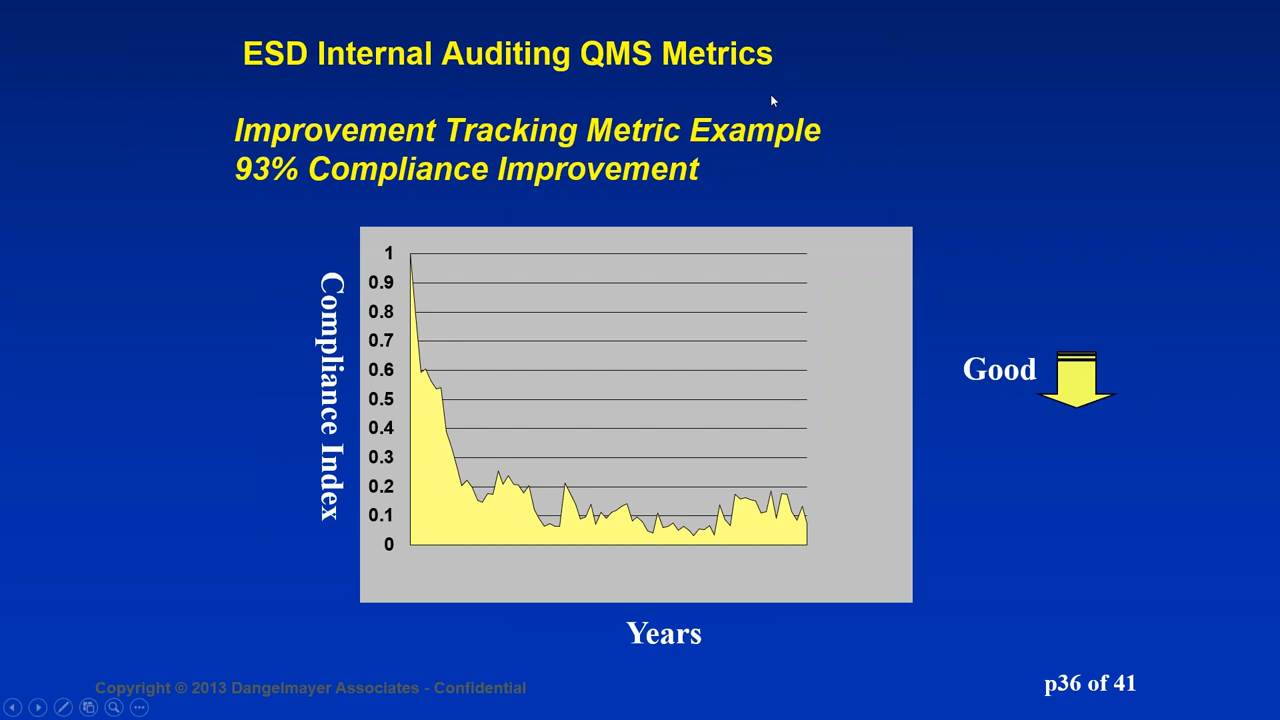 ESD Internal Auditing QMS Metrics
Improvement Tracking Metric Example
93% Compliance Improvement
Compliance Index
1
0.9
0.8
0.7
0.6
0.5
0.4
0.3
0.2
0.1
0
Good
Years
Copyright © 2013 Dangelmayer Associates - Confidential
p36 of 41